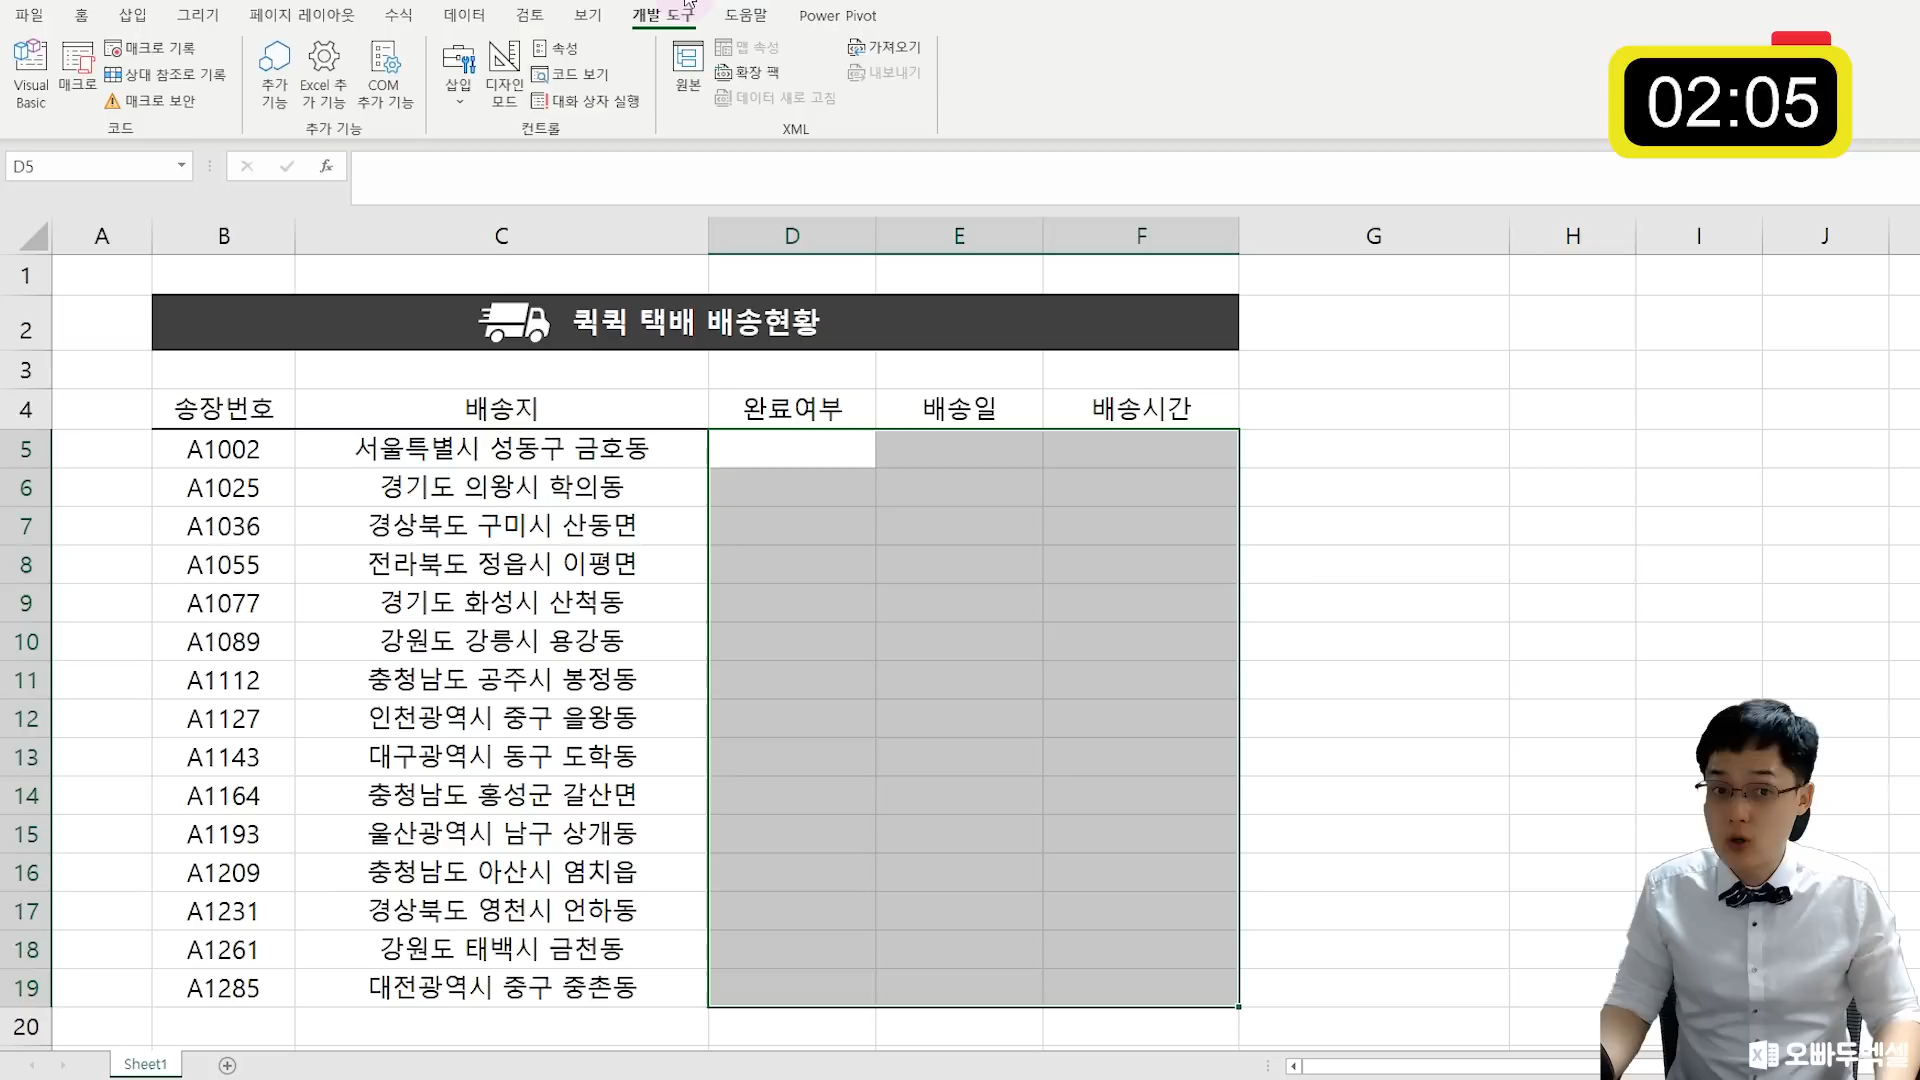 파일 홈 삽입 그리기 페이지 레이아웃 수식 데이터 검토 보기 개발 도구 도움말 Power Pivot
Visual Basic
매크로
매크로 기록
상대 참조로 기록
매크로 보안
코드
추가 기능
Excel 추가 기능
COM 추가 기능
추가 기능
삽입
디자인 모드
속성
코드 보기
대화 상자 실행
컨트롤
원본
맵 속성
확장 팩
데이터 새로 고침
가져오기
내보내기
XML
02:05
D5
fx
A B C D E F G H I J
1
2 퀵퀵 택배 배송현황
3
4 송장번호 배송지 완료여부 배송일 배송시간
5 A1002 서울특별시 성동구 금호동
6 A1025 경기도 의왕시 학의동
7 A1036 경상북도 구미시 산동면
8 A1055 전라북도 정읍시 이평면
9 A1077 경기도 화성시 산척동
10 A1089 강원도 강릉시 용강동
11 A1112 충청남도 공주시 봉정동
12 A1127 인천광역시 중구 을왕동
13 A1143 대구광역시 동구 도학동
14 A1164 충청남도 홍성군 갈산면
15 A1193 울산광역시 남구 상개동
16 A1209 충청남도 아산시 염치읍
17 A1231 경상북도 영천시 언하동
18 A1261 강원도 태백시 금천동
19 A1285 대전광역시 중구 중촌동
20
Sheet1
오빠두엑셀